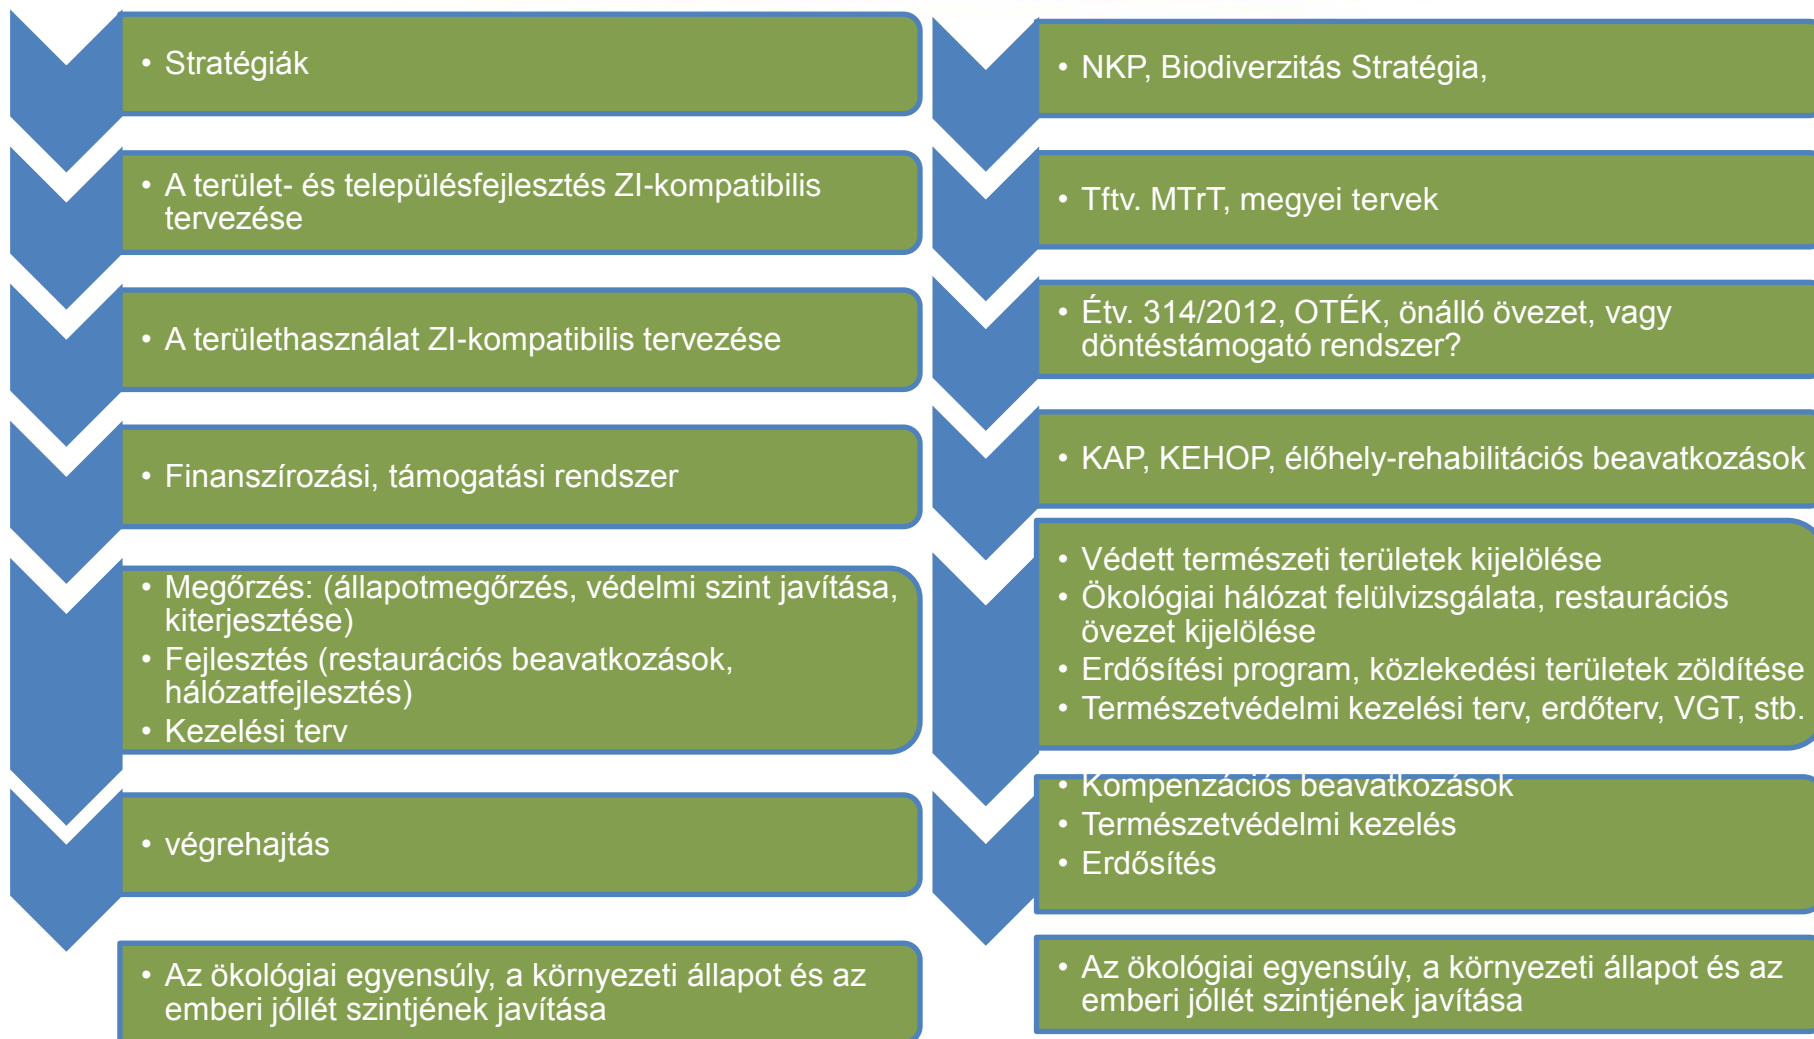 • Stratégiák
• A terület- és településfejlesztés ZI-kompatibilis
tervezése
• A területhasználat ZI-kompatibilis tervezése
• Finanszírozási, támogatási rendszer
• Megőrzés: (állapotmegőrzés, védelmi szint javítása,
kiterjesztése)
• Fejlesztés (restaurációs beavatkozások,
hálózatfejlesztés)
• Kezelési terv
• végrehajtás
• Az ökológiai egyensúly, a környezeti állapot és az
emberi jóllét szintjének javítása
• NKP, Biodiverzitás Stratégia,
• Tftv. MTrT, megyei tervek
• Étv. 314/2012, OTÉK, önálló övezet, vagy
döntéstámogató rendszer?
• KAP, KEHOP, élőhely-rehabilitációs beavatkozások
• Védett természeti területek kijelölése
• Ökológiai hálózat felülvizsgálata, restaurációs
övezet kijelölése
• Erdősítési program, közlekedési területek zöldítése
• Természetvédelmi kezelési terv, erdőterv, VGT, stb.
• Kompenzációs beavatkozások
• Természetvédelmi kezelés
• Erdősítés
• Az ökológiai egyensúly, a környezeti állapot és az
emberi jóllét szintjének javítása